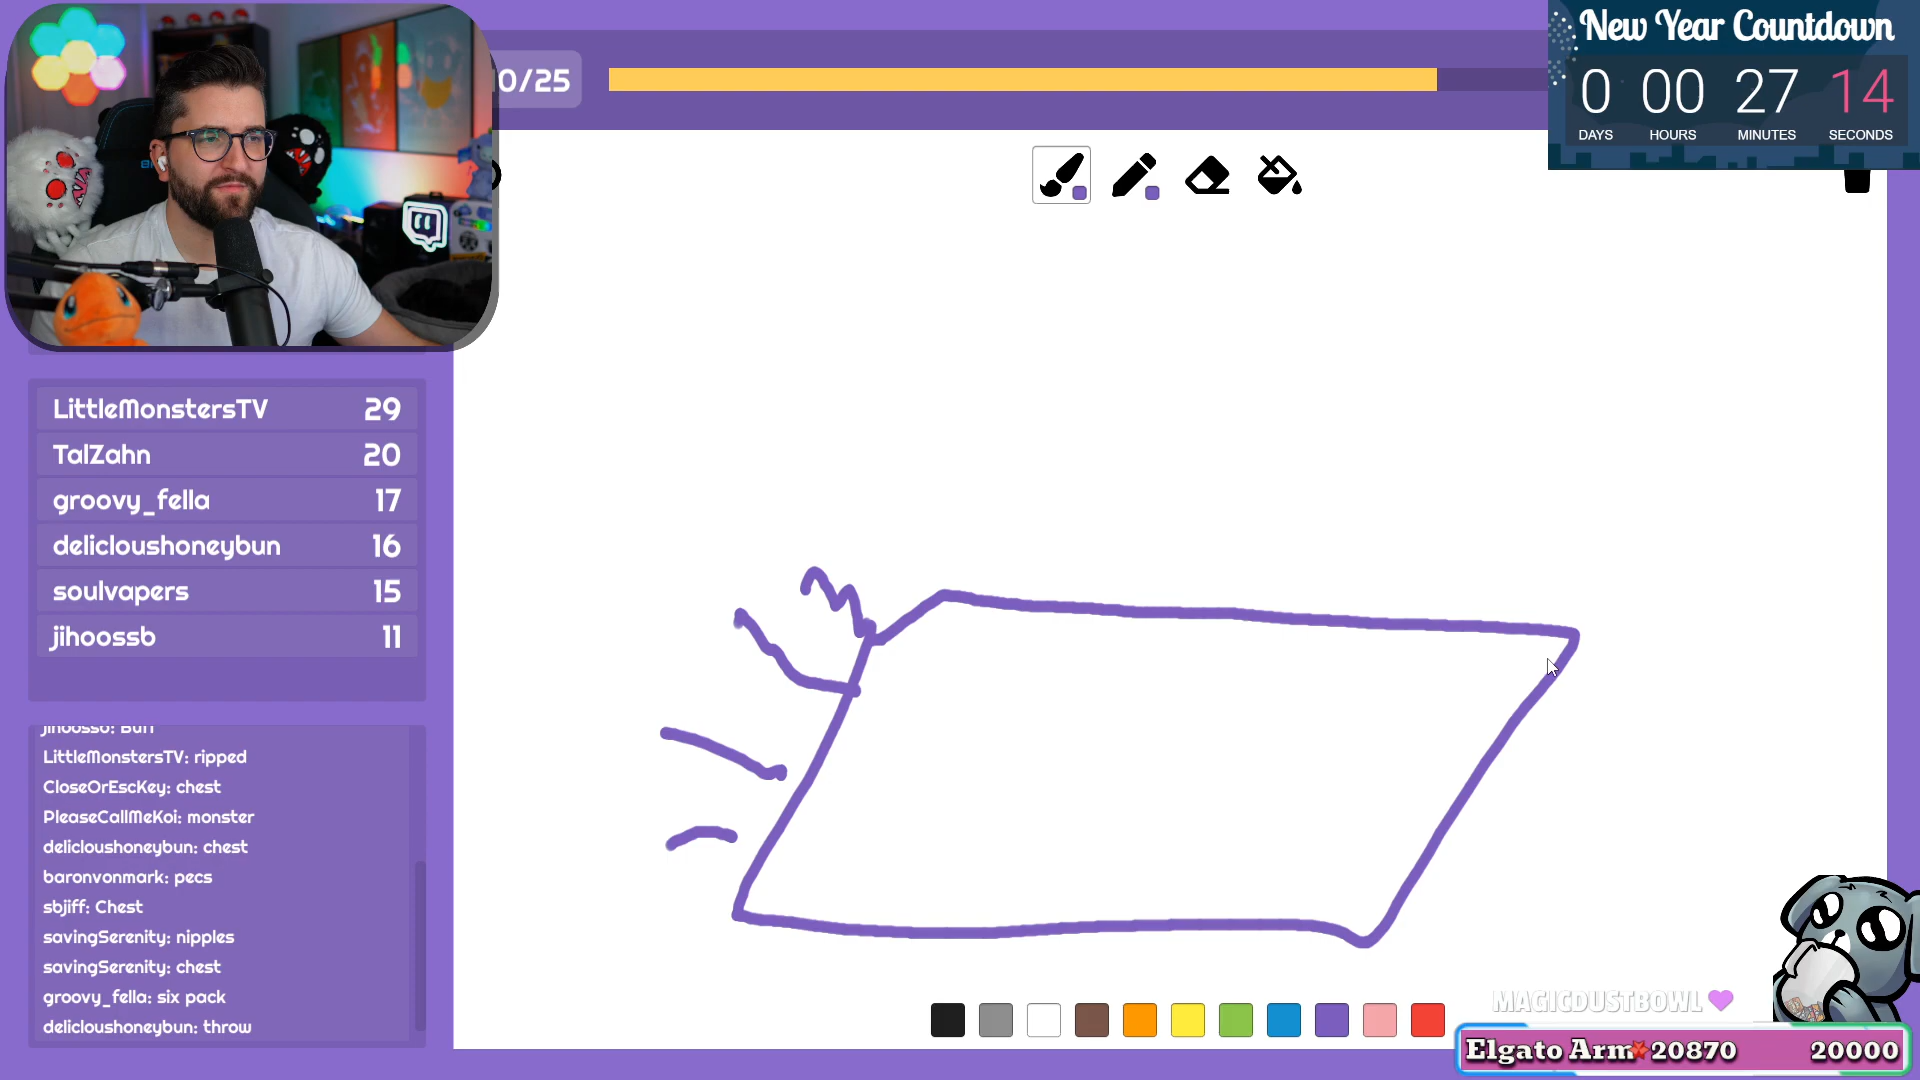 0/25
New Year Countdown
0 00 27 14
DAYS HOURS MINUTES SECONDS
LittleMonstersTV 29
TalZahn 20
groovy_fella 17
delicloushoneybun 16
soulvapers 15
jihoossb 11
jihoossb: Buff
LittleMonstersTV: ripped
CloseOrEscKey: chest
PleaseCallMeKoi: monster
delicloushoneybun: chest
baronvonmark: pecs
sbjiff: Chest
savingSerenity: nipples
savingSerenity: chest
groovy_fella: six pack
delicloushoneybun: throw
MAGICDUSTBOWL
Elgato Arm 20870 20000